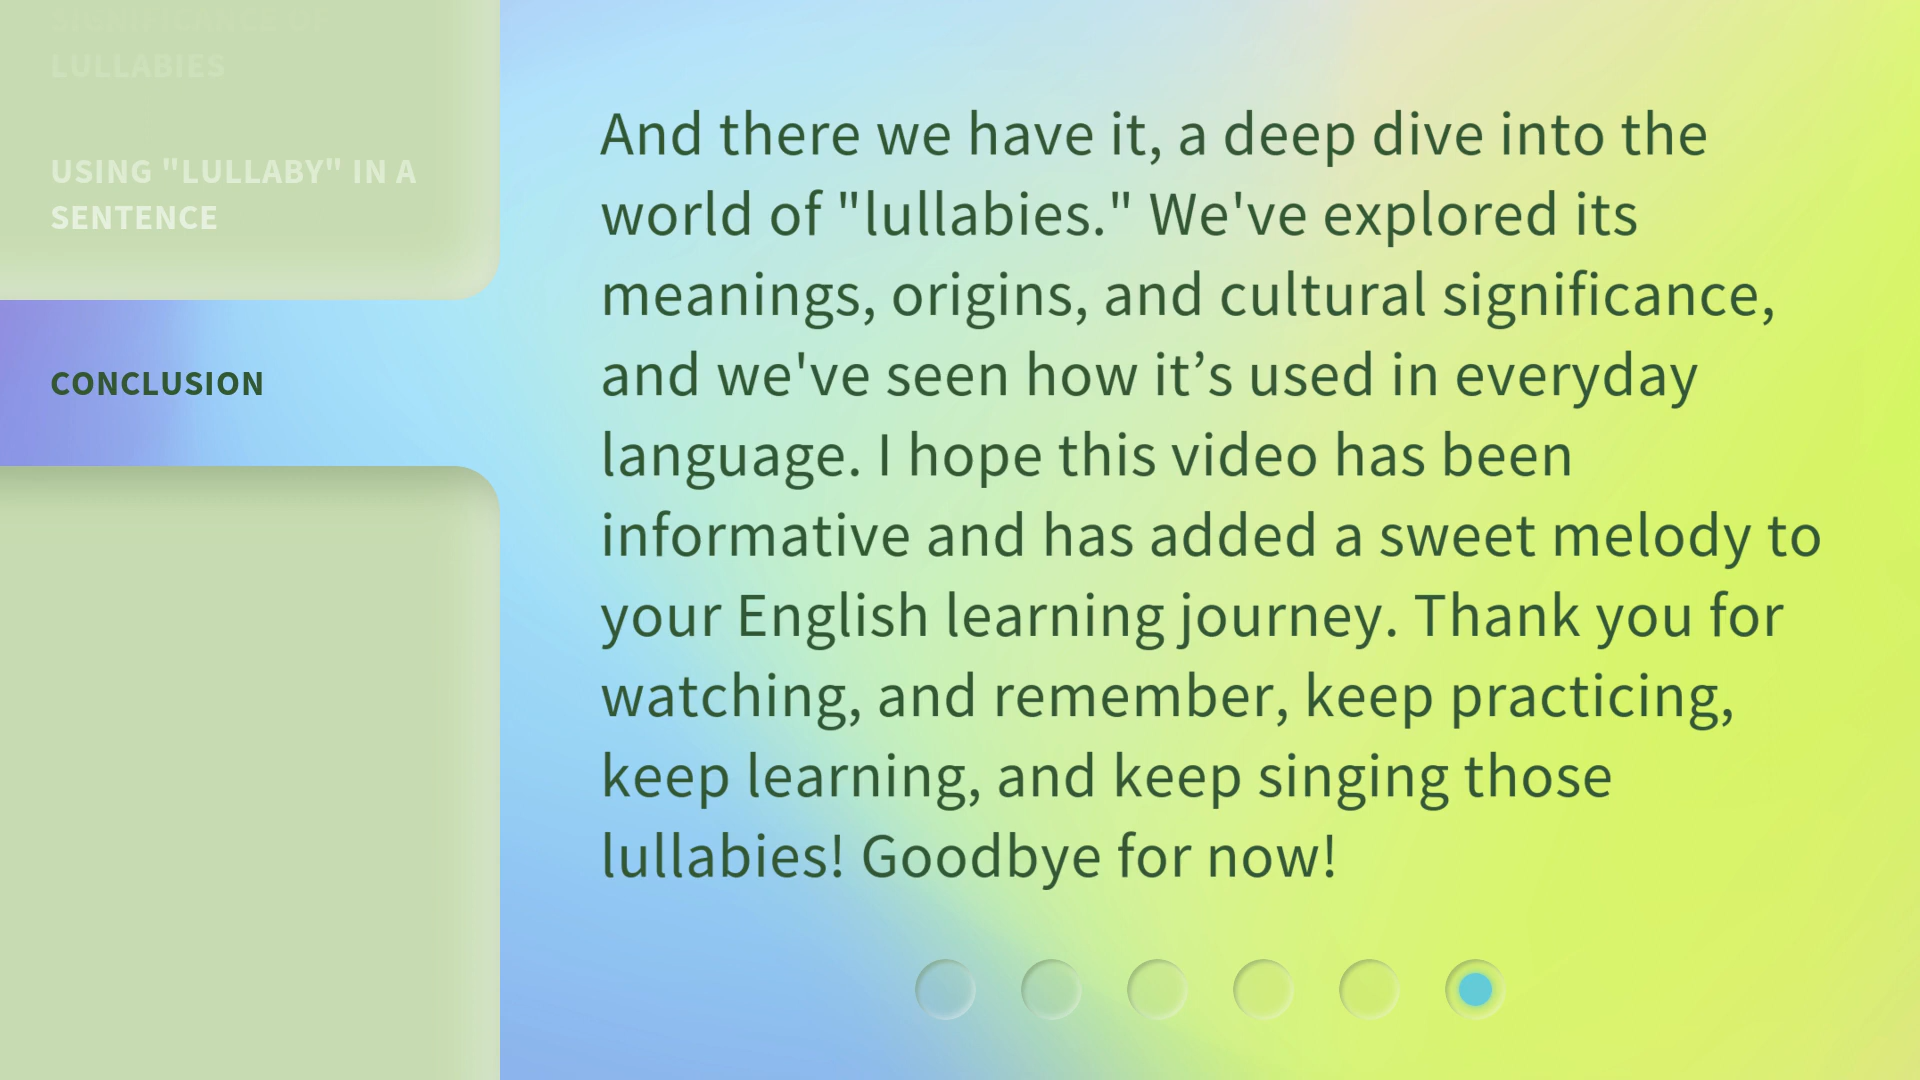 SIGNIFICANCE OF
LULLABIES
USING "LULLABY" IN A
SENTENCE
CONCLUSION
And there we have it, a deep dive into the
world of "lullabies." We've explored its
meanings, origins, and cultural significance,
and we've seen how it’s used in everyday
language. I hope this video has been
informative and has added a sweet melody to
your English learning journey. Thank you for
watching, and remember, keep practicing,
keep learning, and keep singing those
lullabies! Goodbye for now!